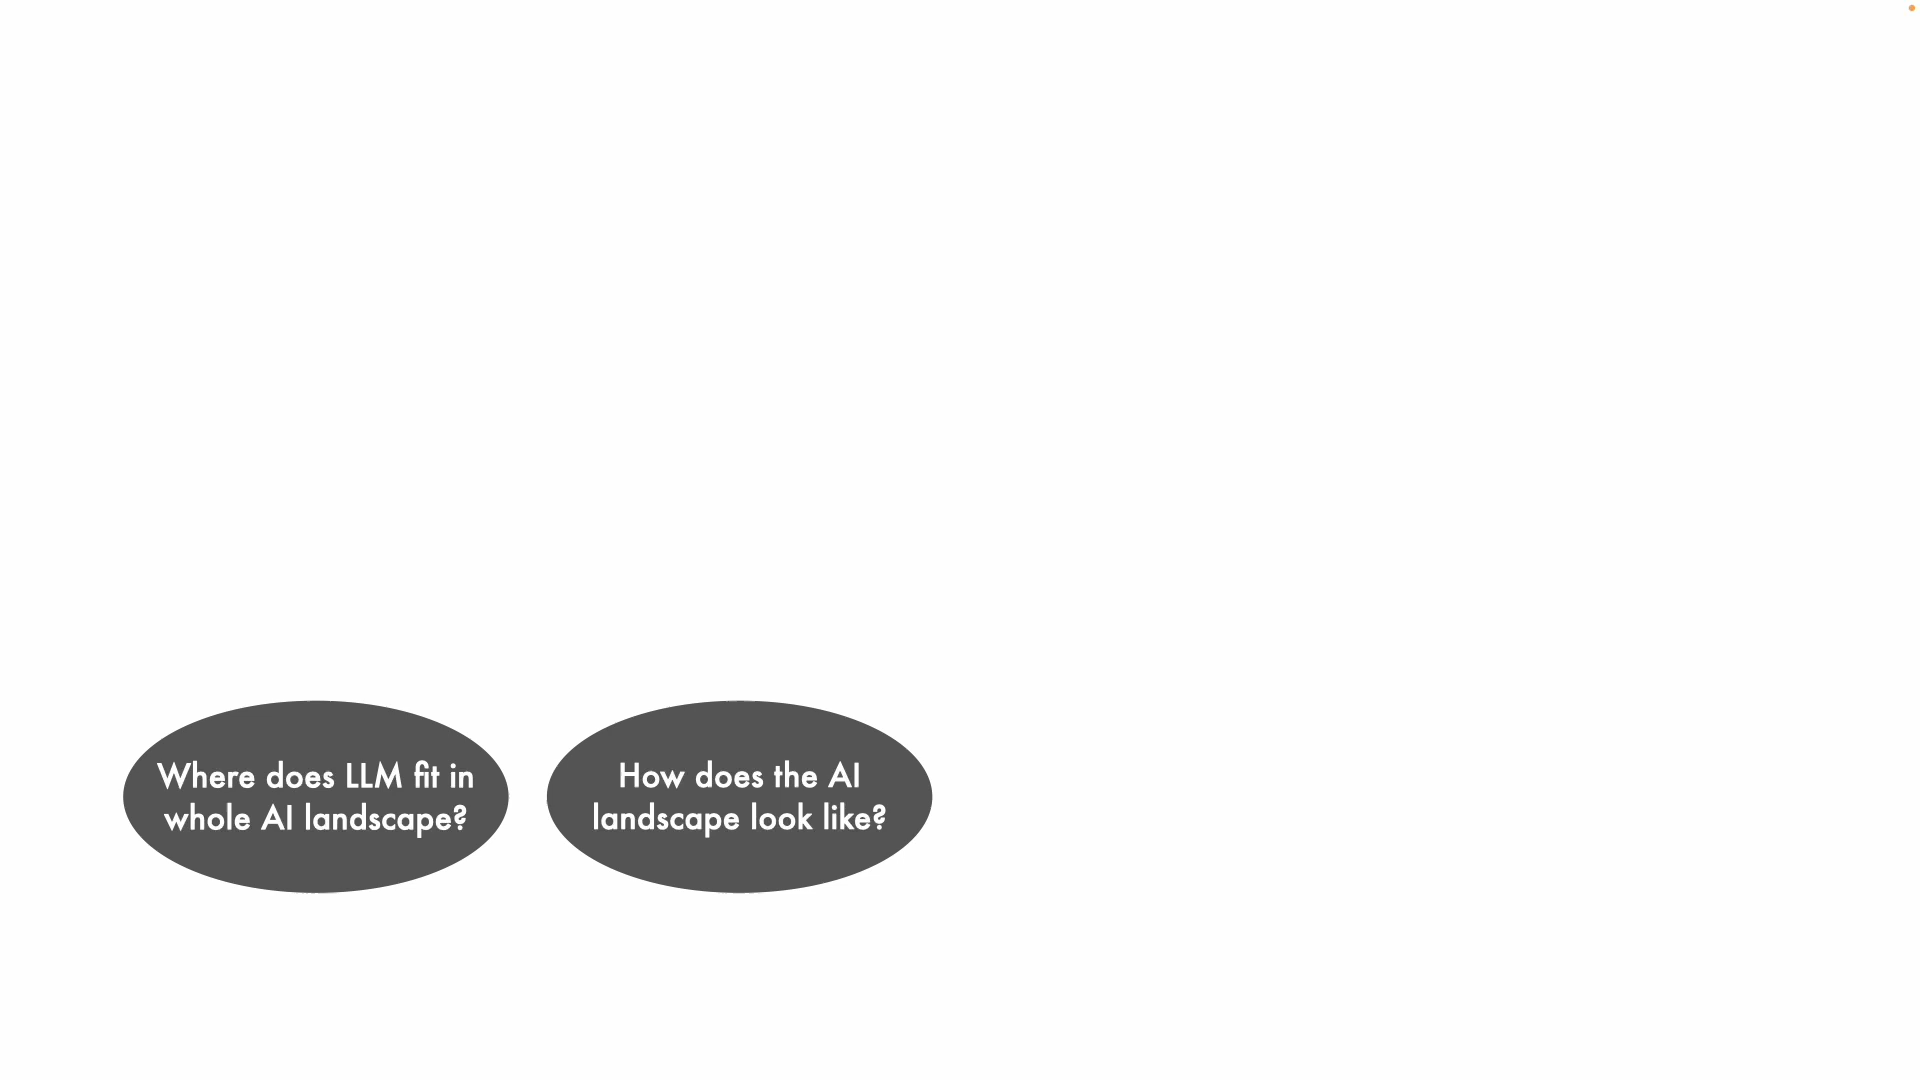 Where does LLM fit in
whole AI landscape?
How does the AI
landscape look like?